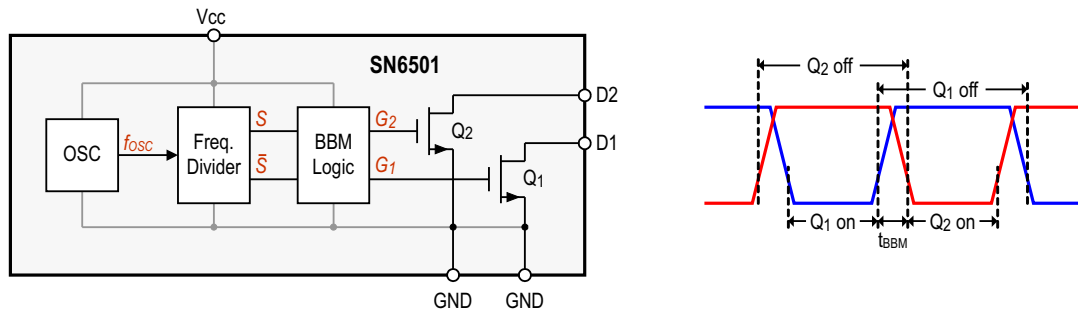 Vcc
SN6501
OSC
fOSC
Freq.
Divider
S
S̅
BBM
Logic
G2
G1
Q2
Q1
D2
D1
GND
GND
Q2 off
Q1 off
Q1 on
tBBM
Q2 on